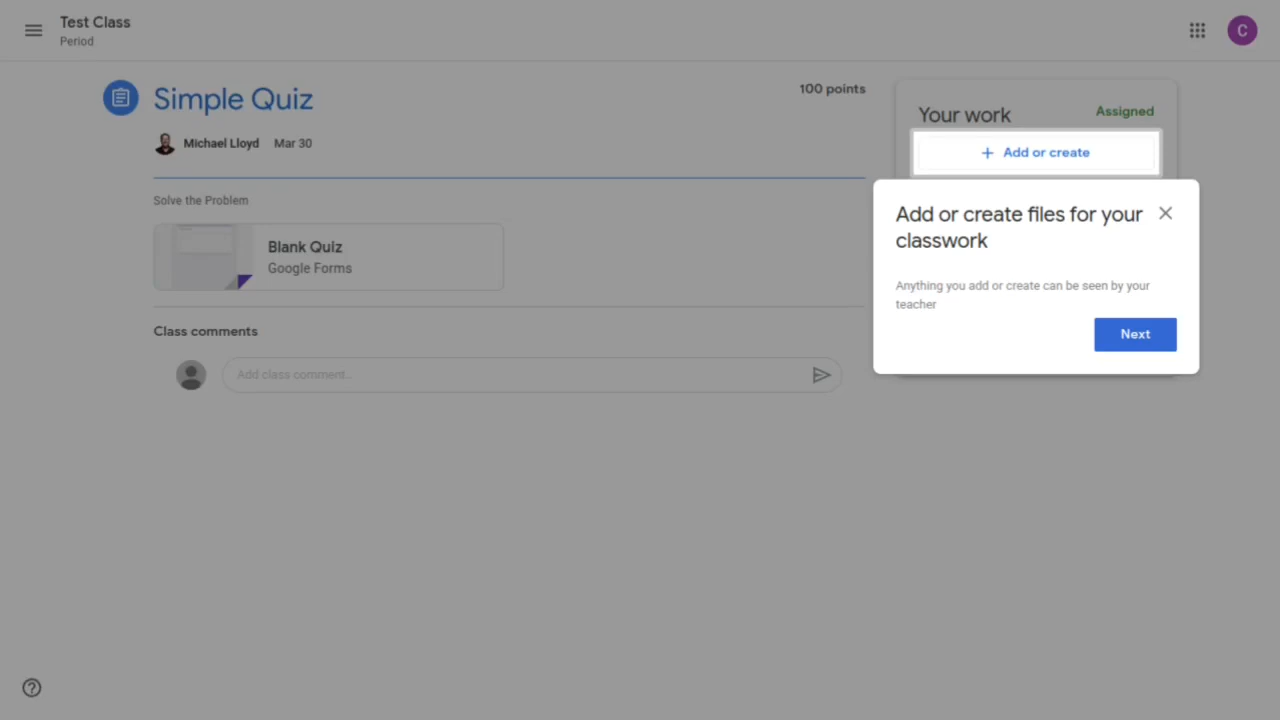 Test Class
Period
C
Simple Quiz
100 points
Michael Lloyd Mar 30
Solve the Problem
Blank Quiz
Google Forms
Class comments
Add class comment...
Your work
Assigned
+ Add or create
Add or create files for your
classwork
Anything you add or create can be seen by your
teacher
Next